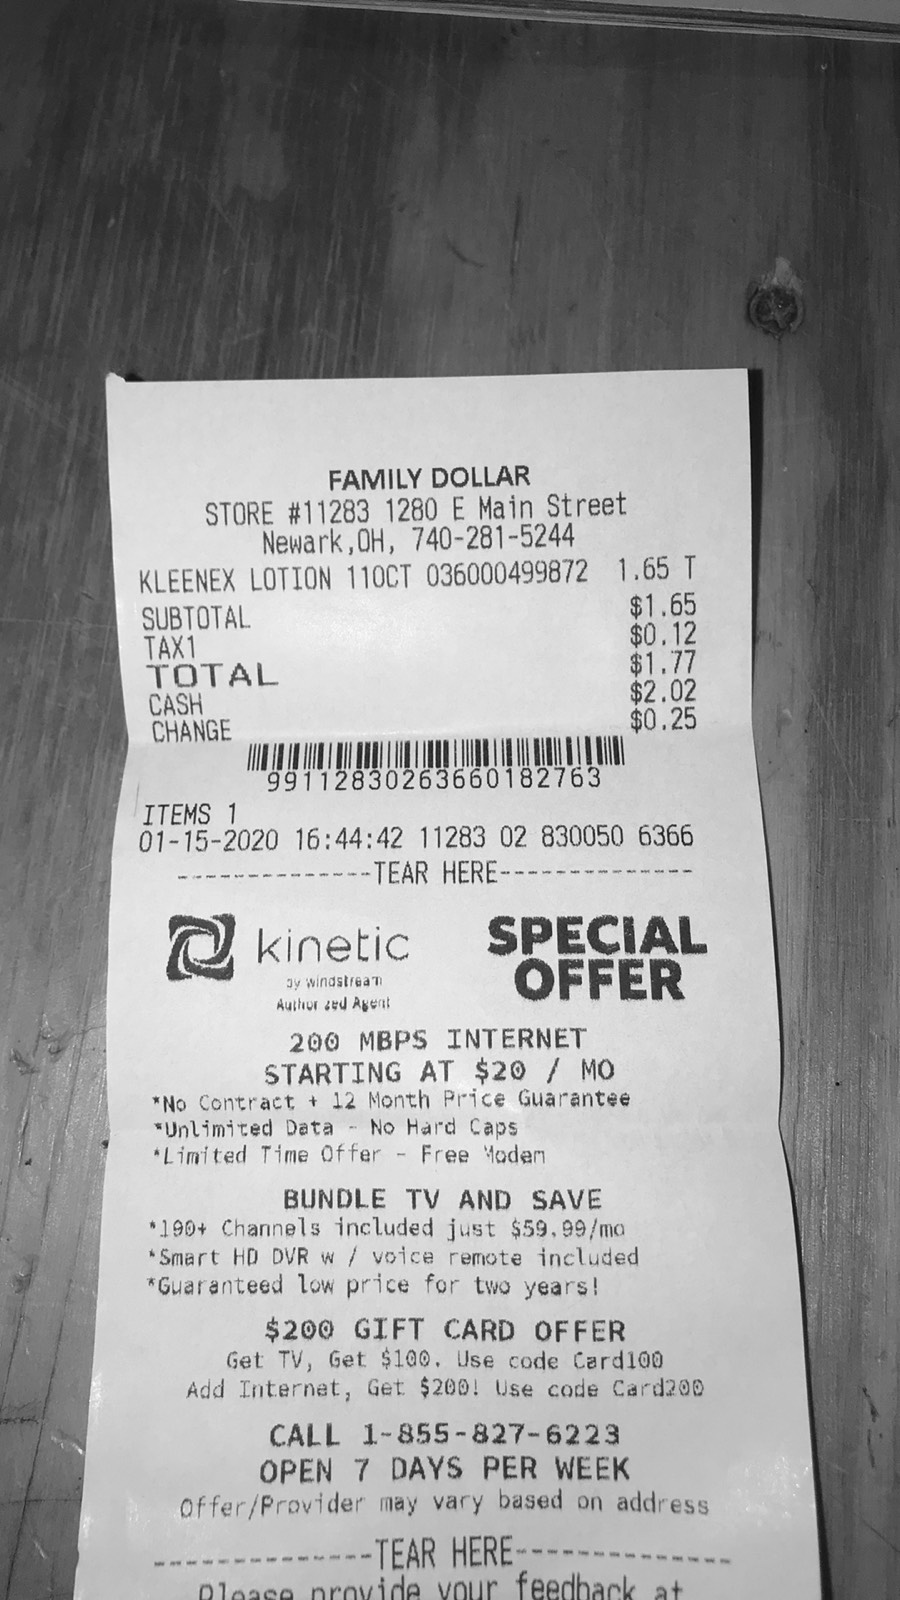 FAMILY DOLLAR
STORE #11283 1280 E Main Street
Newark,OH, 740-281-5244
KLEENEX LOTION 110CT 036000499872 1.65 T
SUBTOTAL $1.65
TAX1 $0.12
TOTAL $1.77
CASH $2.02
CHANGE $0.25
99112830263660182763
ITEMS 1
01-15-2020 16:44:42 11283 02 830050 6366
--------------TEAR HERE--------------
kinetic
by windstream
Authorized Agent
SPECIAL
OFFER
200 MBPS INTERNET
STARTING AT $20 / MO
*No Contract + 12 Month Price Guarantee
*Unlimited Data - No Hard Caps
*Limited Time Offer - Free Modem
BUNDLE TV AND SAVE
*190+ Channels included just $59.99/mo
*Smart HD DVR w / voice remote included
*Guaranteed low price for two years!
$200 GIFT CARD OFFER
Get TV, Get $100. Use code Card100
Add Internet, Get $200! Use code Card200
CALL 1-855-827-6223
OPEN 7 DAYS PER WEEK
Offer/Provider may vary based on address
--------------TEAR HERE--------------
Please provide your feedback at